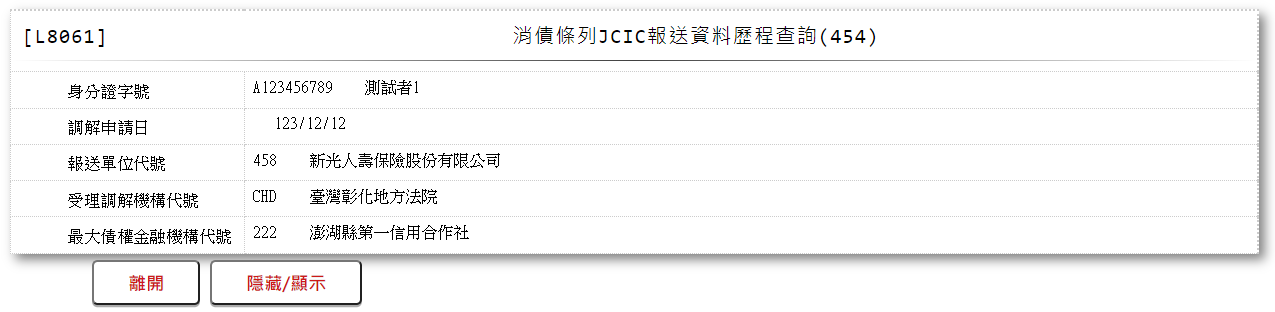 [L8061] 消債條列JCIC報送資料歷程查詢(454)
身分證字號 A123456789 測試者1
調解申請日 123/12/12
報送單位代號 458 新光人壽保險股份有限公司
受理調解機構代號 CHD 臺灣彰化地方法院
最大債權金融機構代號 222 澎湖縣第一信用合作社
離開 隱藏/顯示